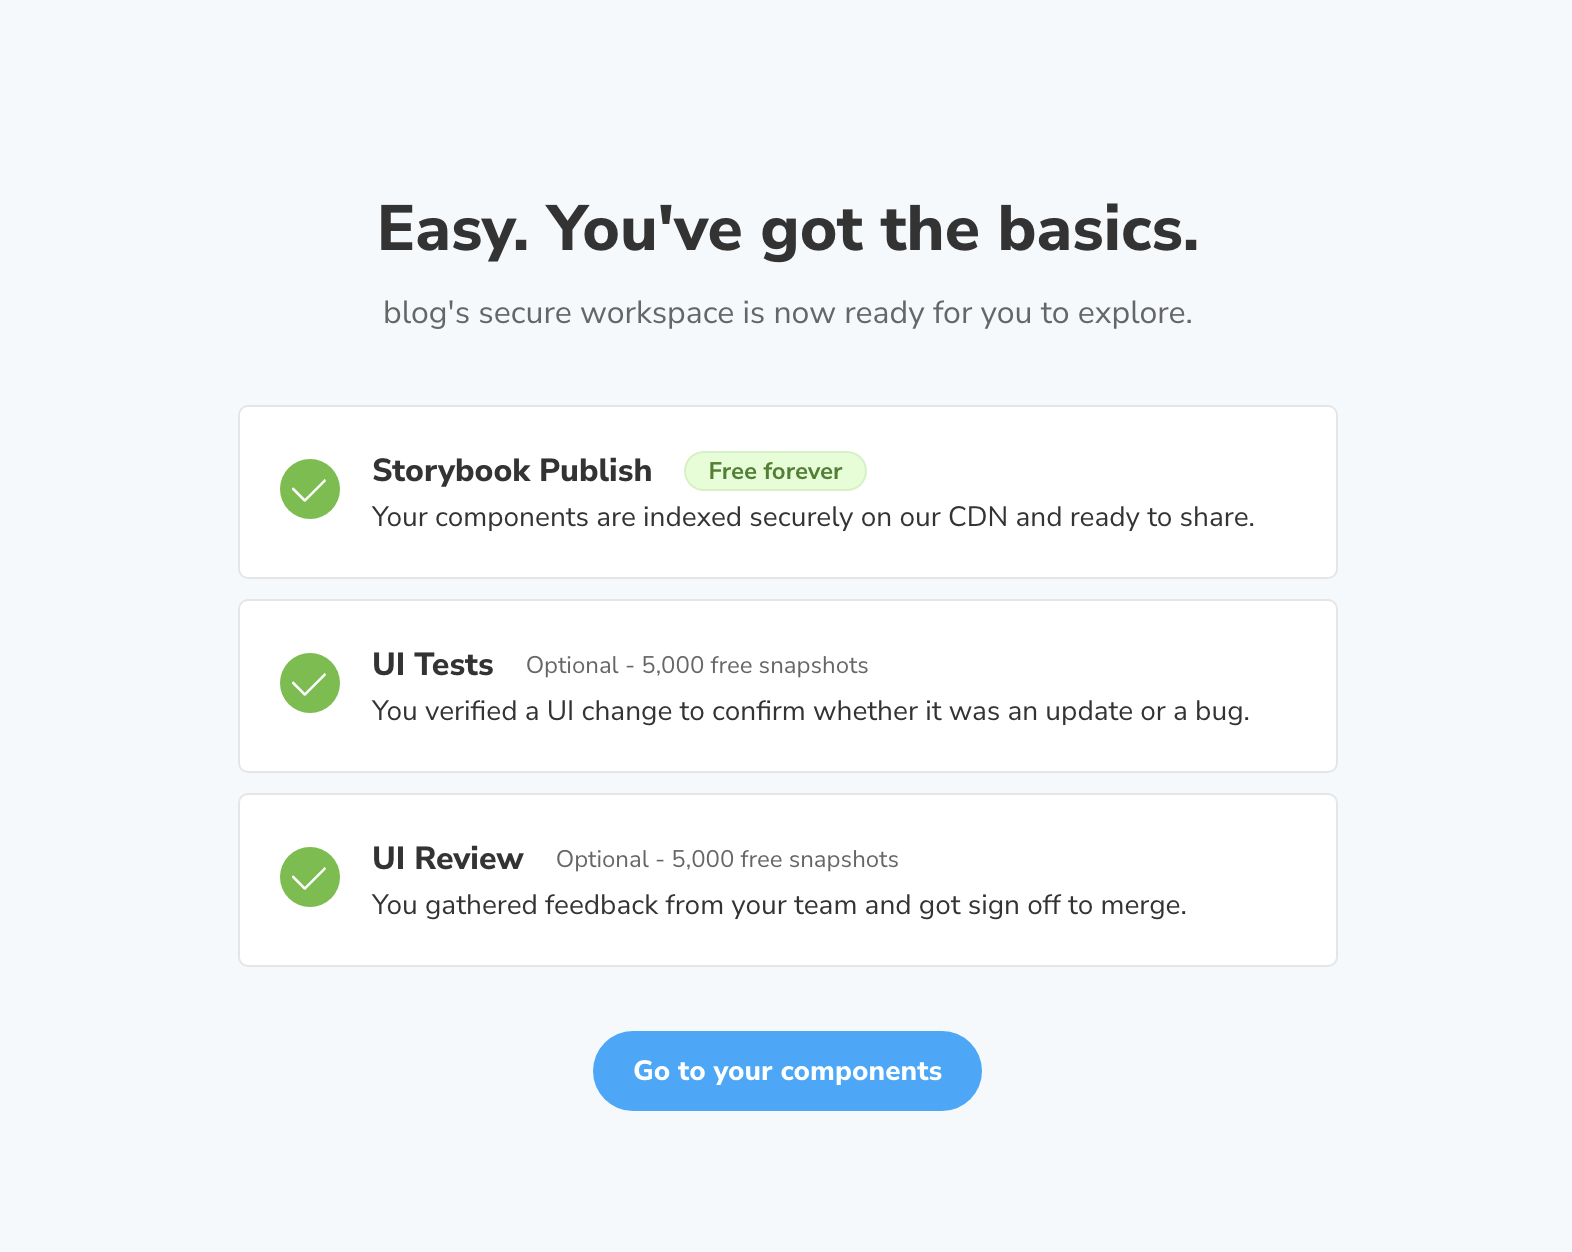 Easy. You've got the basics.
blog's secure workspace is now ready for you to explore.
Storybook Publish Free forever
Your components are indexed securely on our CDN and ready to share.
UI Tests Optional - 5,000 free snapshots
You verified a UI change to confirm whether it was an update or a bug.
UI Review Optional - 5,000 free snapshots
You gathered feedback from your team and got sign off to merge.
Go to your components